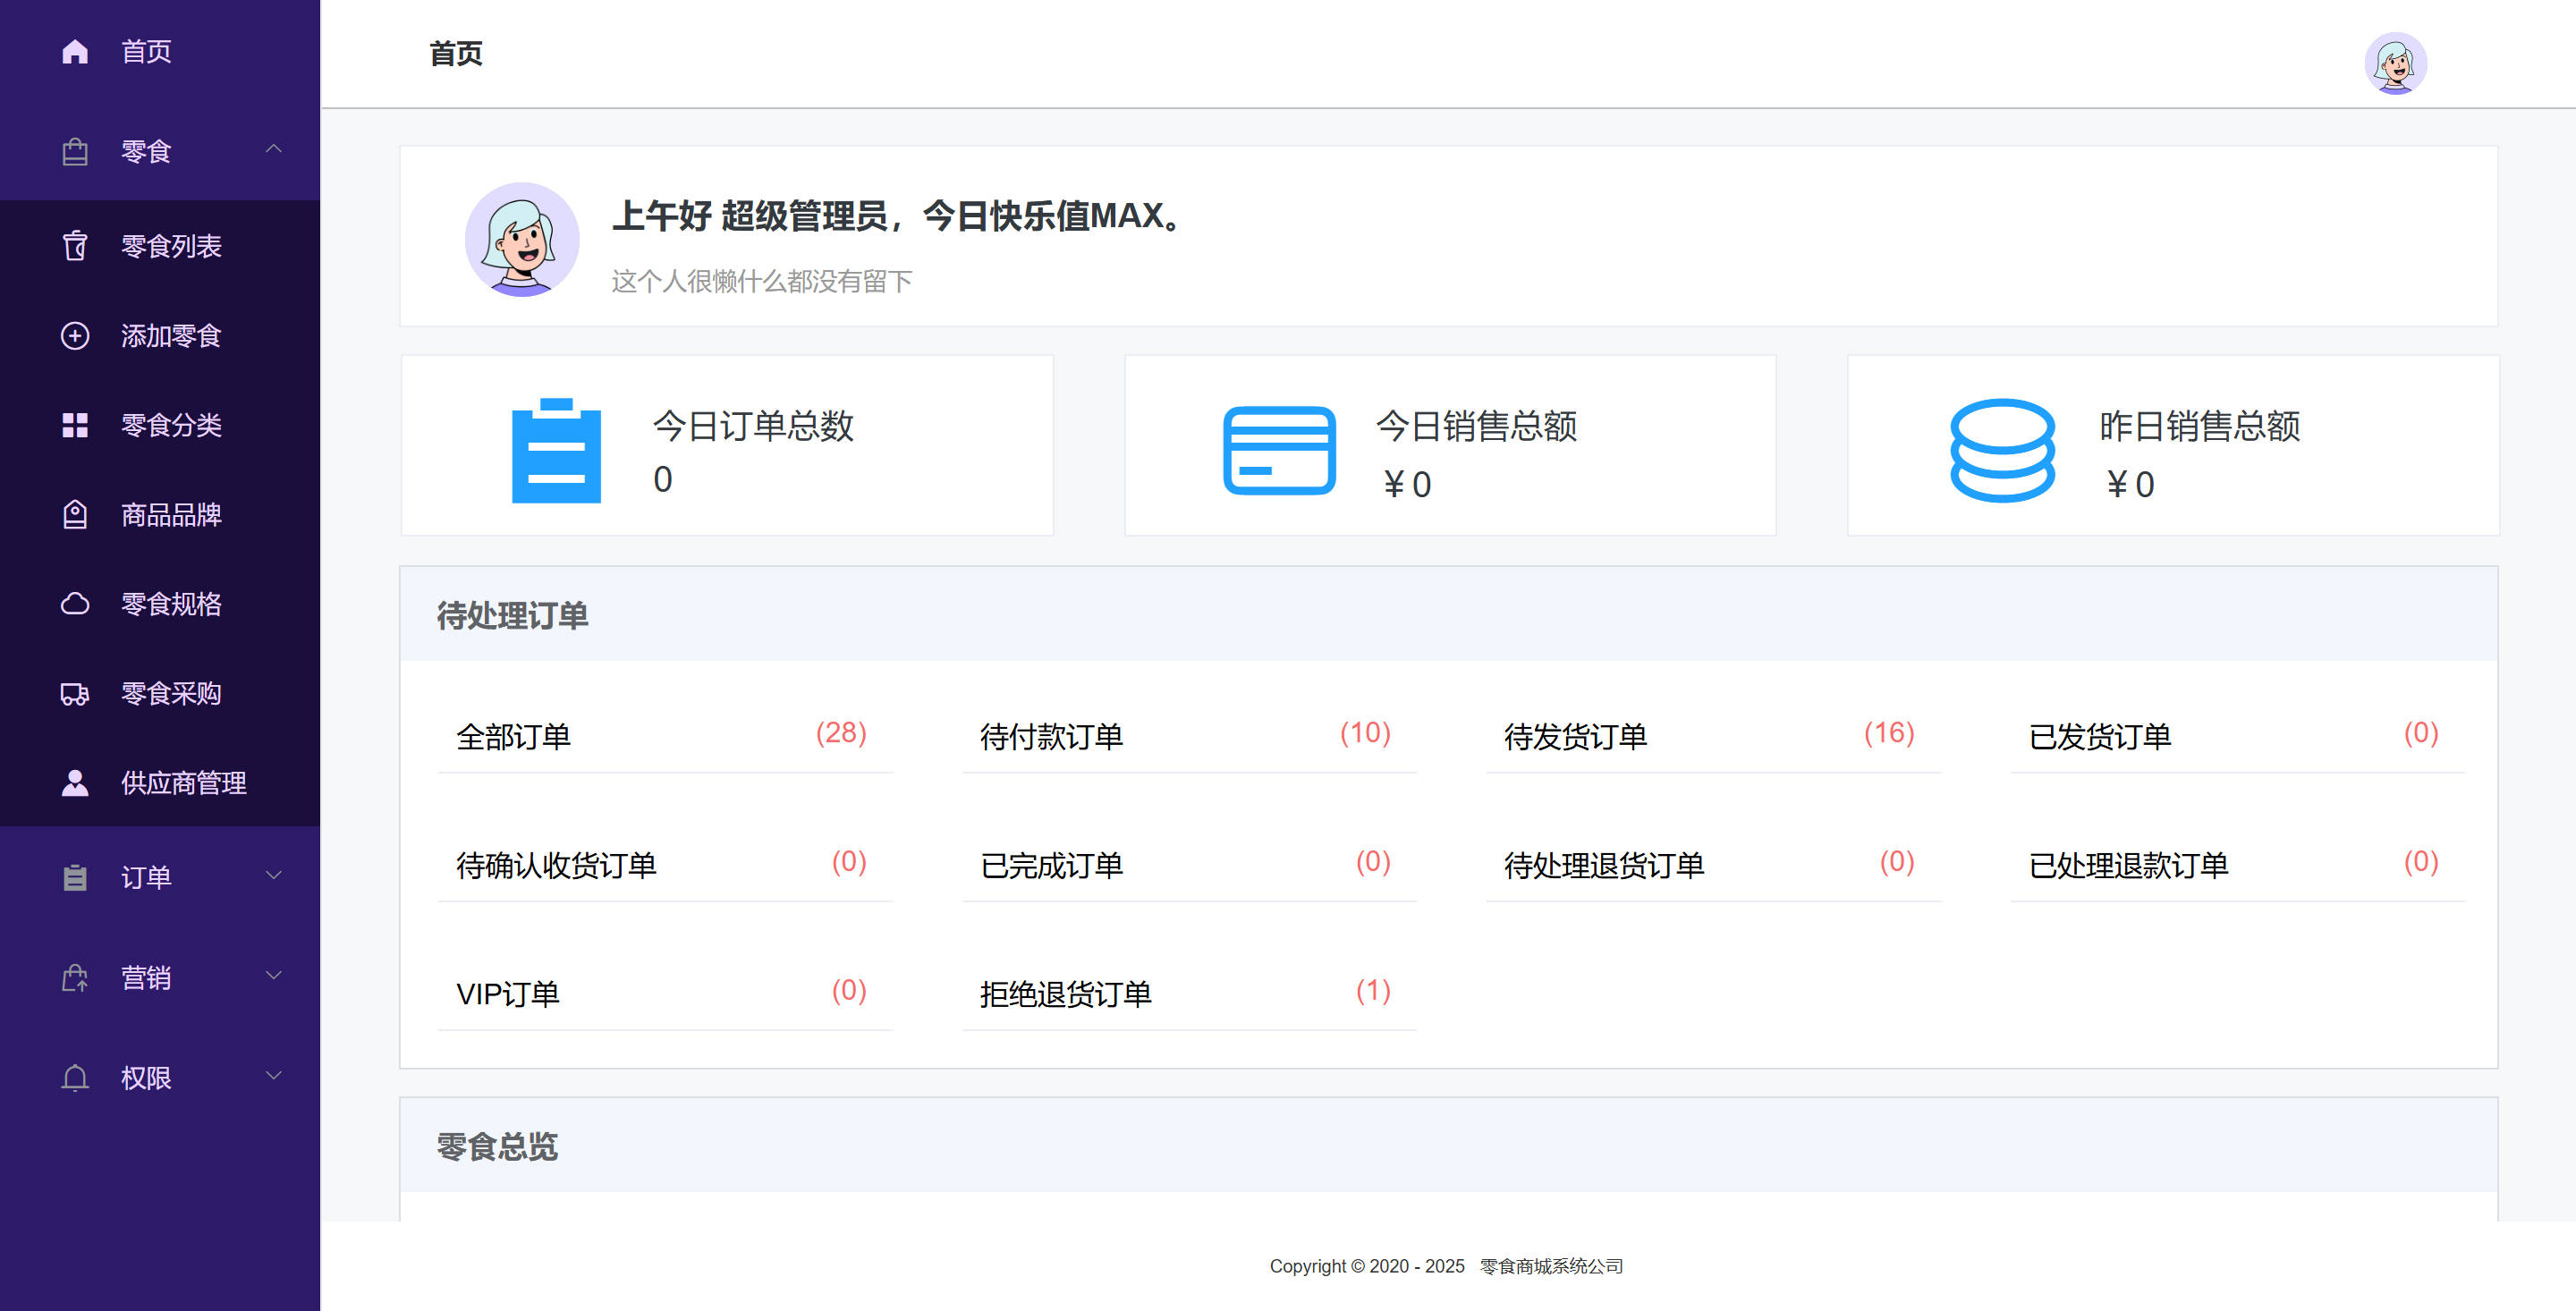 首页
零食
零食列表
添加零食
零食分类
商品品牌
零食规格
零食采购
供应商管理
订单
营销
权限
首页
上午好 超级管理员，今日快乐值MAX。
这个人很懒什么都没有留下
今日订单总数
0
今日销售总额
￥0
昨日销售总额
￥0
待处理订单
全部订单 (28) 待付款订单 (10) 待发货订单 (16) 已发货订单 (0)
待确认收货订单 (0) 已完成订单 (0) 待处理退货订单 (0) 已处理退款订单 (0)
VIP订单 (0) 拒绝退货订单 (1)
零食总览
Copyright © 2020 - 2025 零食商城系统公司